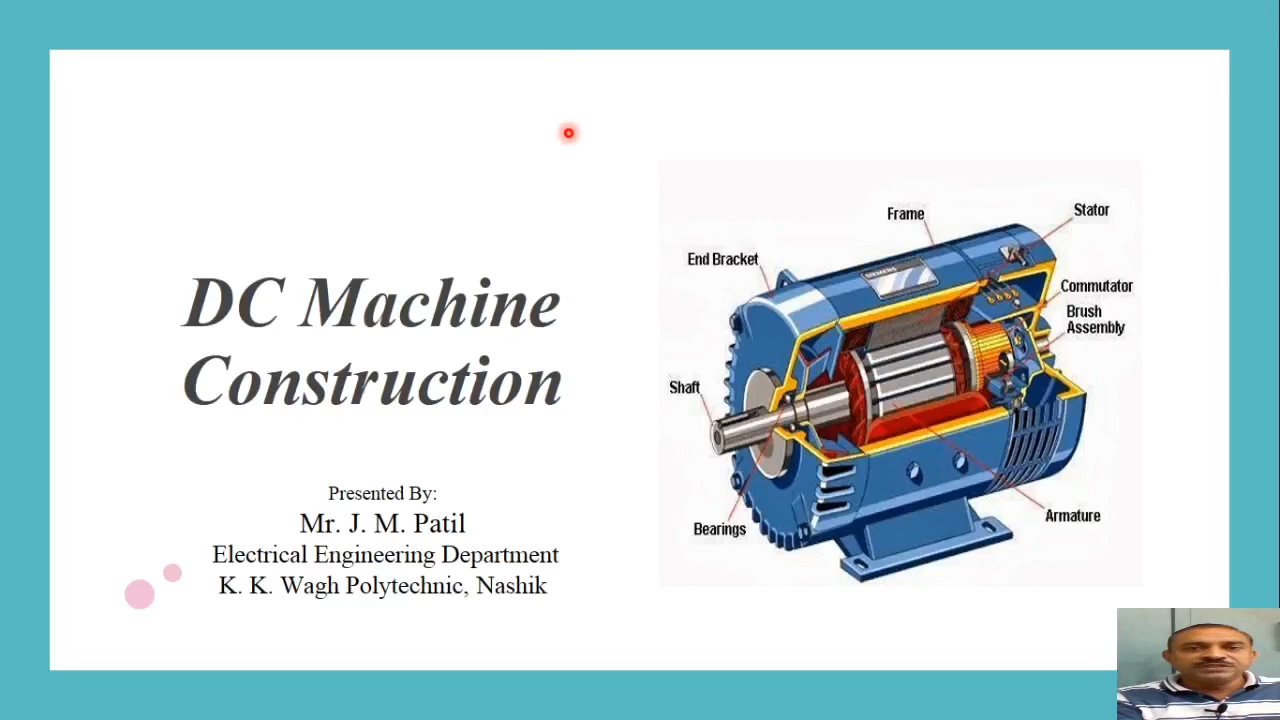 DC Machine
Construction
Presented By:
Mr. J. M. Patil
Electrical Engineering Department
K. K. Wagh Polytechnic, Nashik
Frame
Stator
End Bracket
SIEMENS
Commutator
Brush
Assembly
Shaft
Bearings
Armature